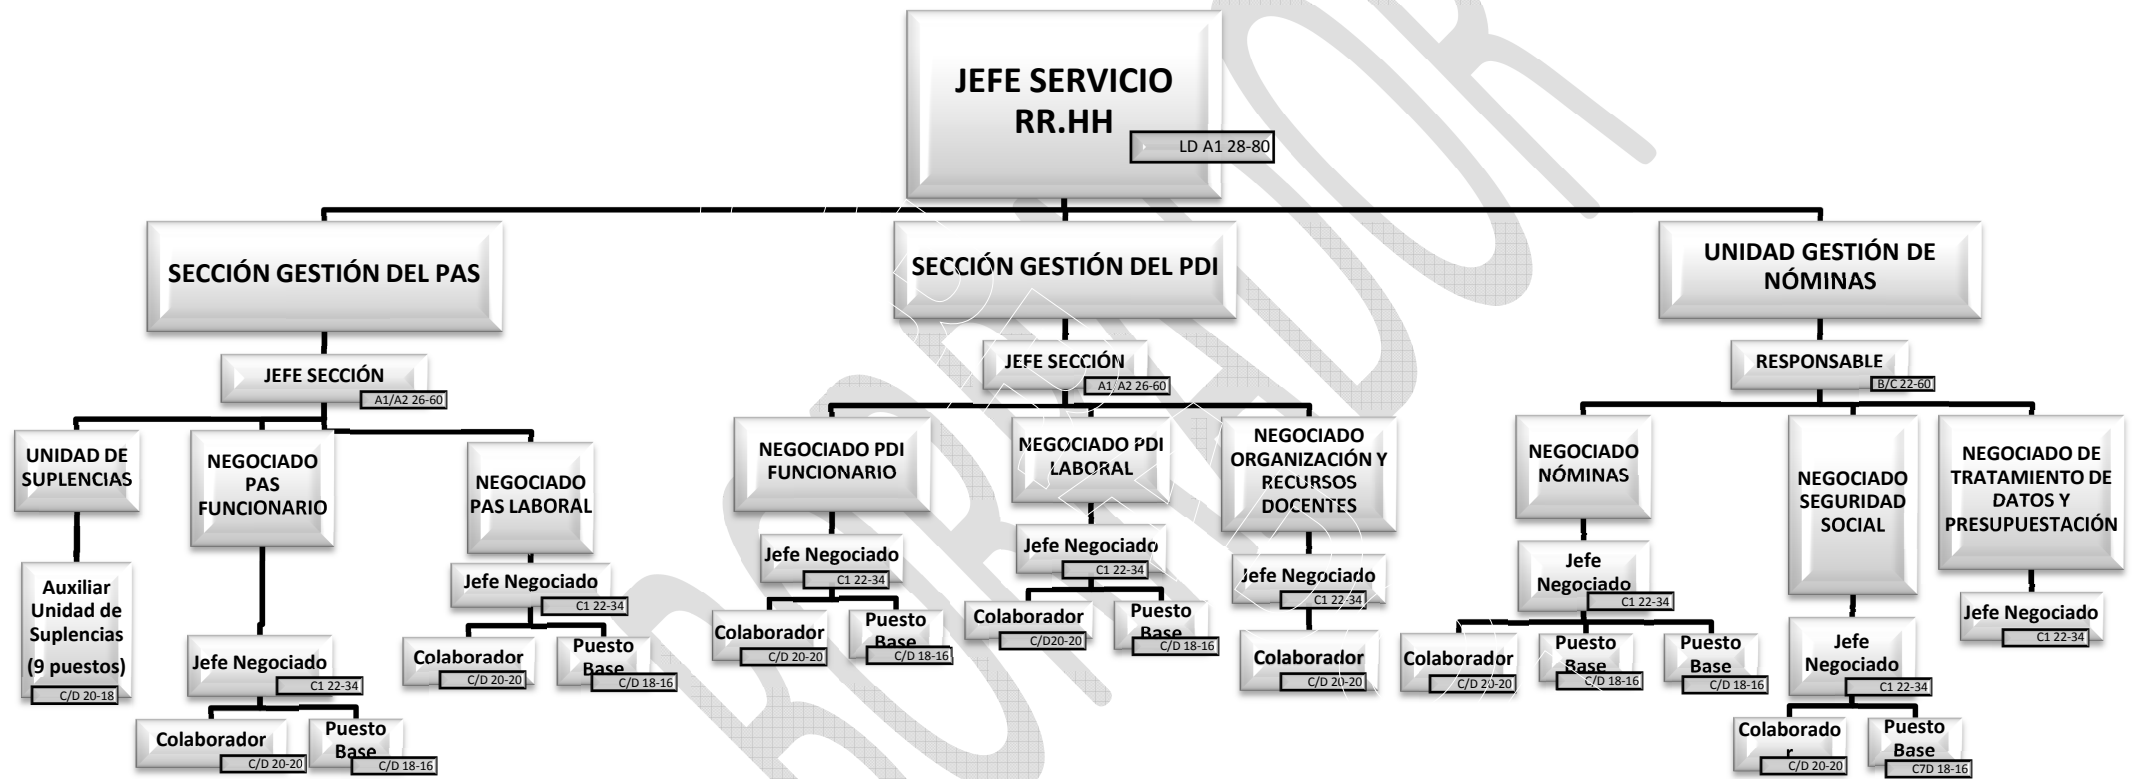 JEFE SERVICIO
RR.HH
LD A1 28-80
SECCIÓN GESTIÓN DEL PAS
JEFE SECCIÓN
A1/A2 26-60
UNIDAD DE
SUPLENCIAS
Auxiliar
Unidad de
Suplencias
(9 puestos)
C/D 20-18
NEGOCIADO
PAS
FUNCIONARIO
Jefe Negociado
C1 22-34
Colaborador
C/D 20-20
Puesto
Base
C/D 18-16
NEGOCIADO
PAS LABORAL
Jefe Negociado
C1 22-34
Colaborador
C/D 20-20
Puesto
Base
C/D 18-16
SECCIÓN GESTIÓN DEL PDI
JEFE SECCIÓN
A1/A2 26-60
NEGOCIADO PDI
FUNCIONARIO
Jefe Negociado
C1 22-34
Colaborador
C/D 20-20
Puesto
Base
C/D 18-16
NEGOCIADO PDI
LABORAL
Jefe Negociado
C1 22-34
Colaborador
C/D20-20
Puesto
Base
C/D 18-16
NEGOCIADO
ORGANIZACIÓN Y
RECURSOS
DOCENTES
Jefe Negociado
C1 22-34
Colaborador
C/D 20-20
UNIDAD GESTIÓN DE
NÓMINAS
RESPONSABLE
B/C 22-60
NEGOCIADO
NÓMINAS
Jefe
Negociado
C1 22-34
Colaborador
C/D 20-20
Puesto
Base
C/D 18-16
Puesto
Base
C/D 18-16
NEGOCIADO
SEGURIDAD
SOCIAL
Jefe
Negociado
C1 22-34
Colaborado
r
C/D 20-20
Puesto
Base
C7D 18-16
NEGOCIADO DE
TRATAMIENTO DE
DATOS Y
PRESUPUESTACIÓN
Jefe Negociado
C1 22-34
BORRADOR